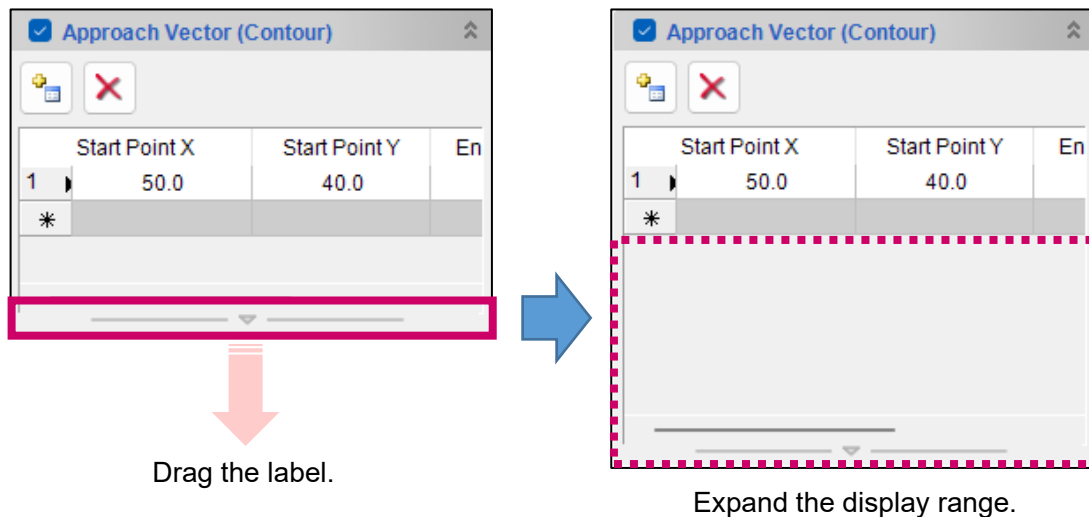 Approach Vector (Contour)
Start Point X Start Point Y En
1 50.0 40.0
Drag the label.
Approach Vector (Contour)
Start Point X Start Point Y En
1 50.0 40.0
Expand the display range.